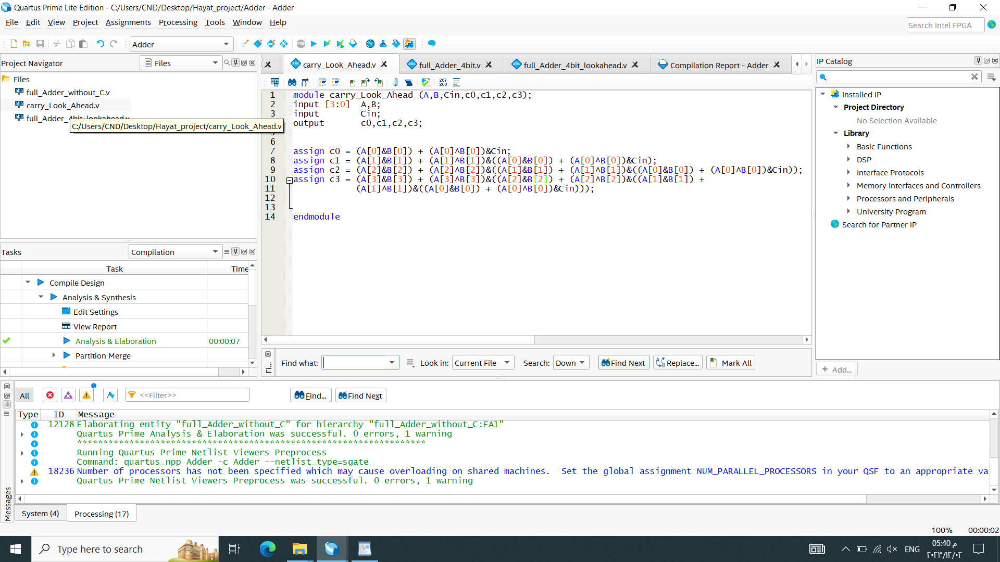 Quartus Prime Lite Edition - C:/Users/CND/Desktop/Hayat_project/Adder - Adder
File Edit View Project Assignments Processing Tools Window Help
Search Intel FPGA
Adder
Project Navigator
Files
carry_Look_Ahead.v
full_Adder_4bit.v
full_Adder_4bit_lookahead.v
Compilation Report - Adder
IP Catalog
Files
full_Adder_without_C.v
carry_Look_Ahead.v
full_Adder_4bit_lookahead.v
C:/Users/CND/Desktop/Hayat_project/carry_Look_Ahead.v
267
268
1 module carry_Look_Ahead (A,B,Cin,c0,c1,c2,c3);
2 input [3:0] A,B;
3 input Cin;
4 output c0,c1,c2,c3;
5
6
7 assign c0 = (A[0]&B[0]) + (A[0]^B[0])&Cin;
8 assign c1 = (A[1]&B[1]) + (A[1]^B[1])&((A[0]&B[0]) + (A[0]^B[0])&Cin);
9 assign c2 = (A[2]&B[2]) + (A[2]^B[2])&((A[1]&B[1]) + (A[1]^B[1])&((A[0]&B[0]) + (A[0]^B[0])&Cin));
10 assign c3 = (A[3]&B[3]) + (A[3]^B[3])&((A[2]&B[2]) + (A[2]^B[2])&((A[1]&B[1]) +
11 (A[1]^B[1])&((A[0]&B[0]) + (A[0]^B[0])&Cin)));
12
13
14 endmodule
Installed IP
Project Directory
No Selection Available
Library
Basic Functions
DSP
Interface Protocols
Memory Interfaces and Controllers
Processors and Peripherals
University Program
Search for Partner IP
+ Add...
Tasks
Compilation
Task Time
Compile Design
Analysis & Synthesis
Edit Settings
View Report
Analysis & Elaboration 00:00:07
Partition Merge
Fi...
Find what:
Look in: Current File
Search: Down
Find Next
Replace...
Mark All
All
<<Filter>>
Find...
Find Next
Type ID Message
12128 Elaborating entity "full_Adder_without_C" for hierarchy "full_Adder_without_C:FA1"
Quartus Prime Analysis & Elaboration was successful. 0 errors, 1 warning
*******************************************************************
Running Quartus Prime Netlist Viewers Preprocess
Command: quartus_npp Adder -c Adder --netlist_type=sgate
18236 Number of processors has not been specified which may cause overloading on shared machines.  Set the global assignment NUM_PARALLEL_PROCESSORS in your QSF to an appropriate va
Quartus Prime Netlist Viewers Preprocess was successful. 0 errors, 1 warning
Messages
System (4)
Processing (17)
100% 00:00:02
Type here to search
ENG
05:40 م
٢٠٢٣/١٢/٠٢